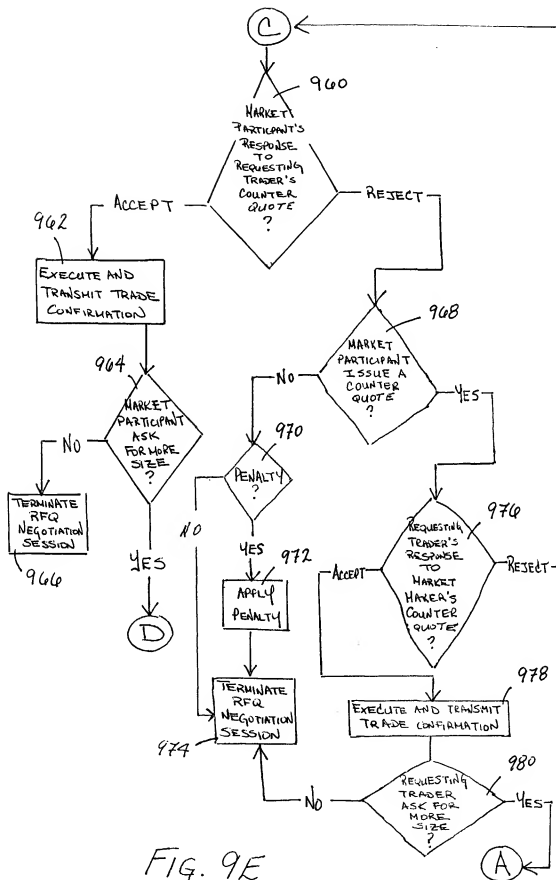 C
960
MARKET
PARTICIPANT'S
RESPONSE
TO
REQUESTING
TRADER'S
COUNTER
QUOTE
?
ACCEPT
REJECT
962
EXECUTE AND
TRANSMIT TRADE
CONFIRMATION
964
MARKET
PARTICIPANT
ASK
FOR MORE
SIZE
?
NO
TERMINATE
RFQ
NEGOTIATION
SESSION
966
YES
D
968
MARKET
PARTICIPANT
ISSUE A
COUNTER
QUOTE
?
NO
YES
970
PENALTY
?
NO
YES
972
APPLY
PENALTY
TERMINATE
RFQ
NEGOTIATION
SESSION
974
976
REQUESTING
TRADER'S
RESPONSE
TO
MARKET
MAKER'S
COUNTER
QUOTE
?
ACCEPT
REJECT
978
EXECUTE AND TRANSMIT
TRADE CONFIRMATION
980
REQUESTING
TRADER
ASK FOR
MORE
SIZE
?
NO
YES
A
FIG. 9E